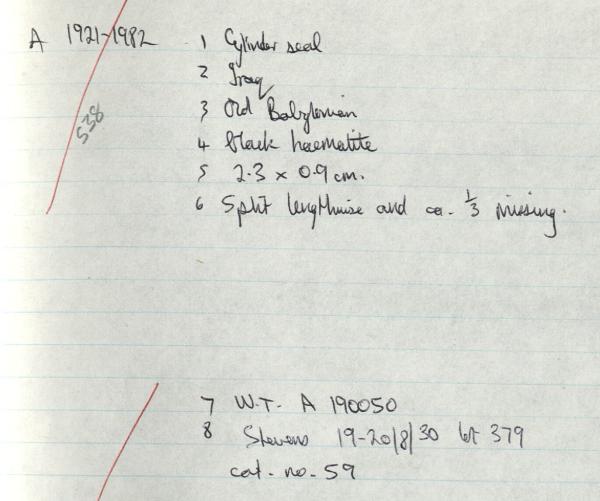 A 1921-1982 1 Cylinder seal
2 Iraq
538
3 Old Babylonian
4 black haematite
5 2.3 x 0.9 cm.
6 Split lengthwise and ca. 1/3 missing.
7 W.T. A 190050
8 Stevens 19-20/8/30 lot 379
cat. no. 59